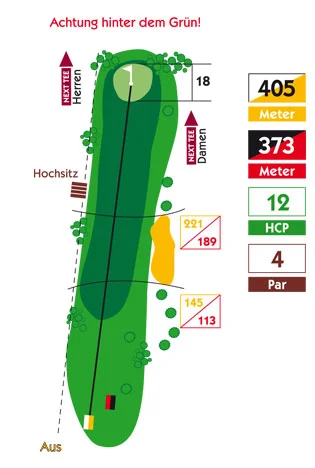 Achtung hinter dem Grün!
NEXT TEE
Herren
18
405
Meter
NEXT TEE
Damen
373
Meter
Hochsitz
12
HCP
221
189
4
Par
145
113
Aus